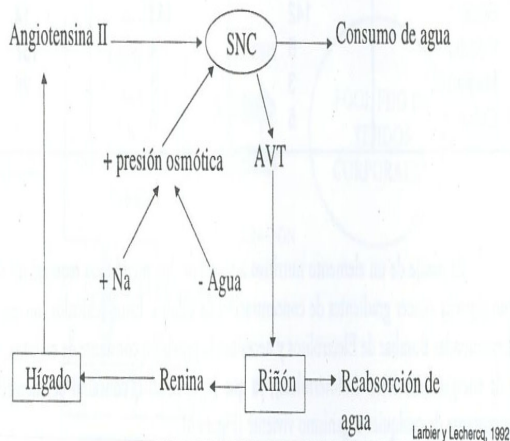 Angiotensina II
SNC
Consumo de agua
+ presión osmótica
AVT
+ Na
- Agua
Hígado
Renina
Riñón
Reabsorción de
agua
Larbier y Lechercq, 1992